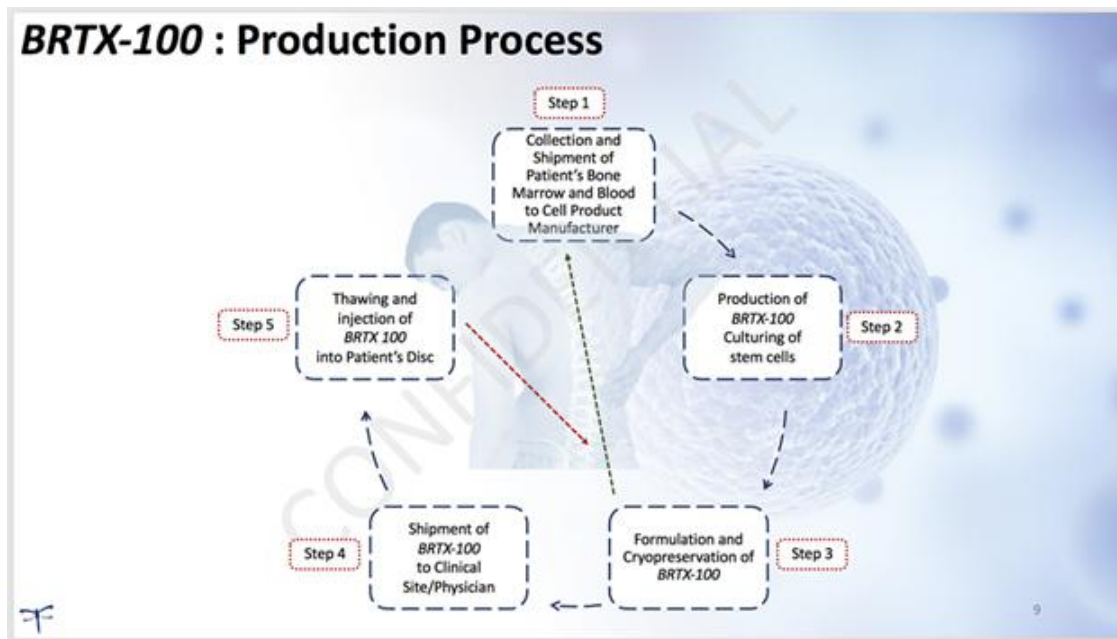 BRTX-100 : Production Process
Step 1
Collection and
Shipment of
Patient's Bone
Marrow and Blood
to Cell Product
Manufacturer
Production of
BRTX-100
Culturing of
stem cells
Step 2
Formulation and
Cryopreservation of
BRTX-100
Step 3
Step 4
Shipment of
BRTX-100
to Clinical
Site/Physician
Step 5
Thawing and
injection of
BRTX 100
into Patient's Disc
CONFIDENTIAL
9